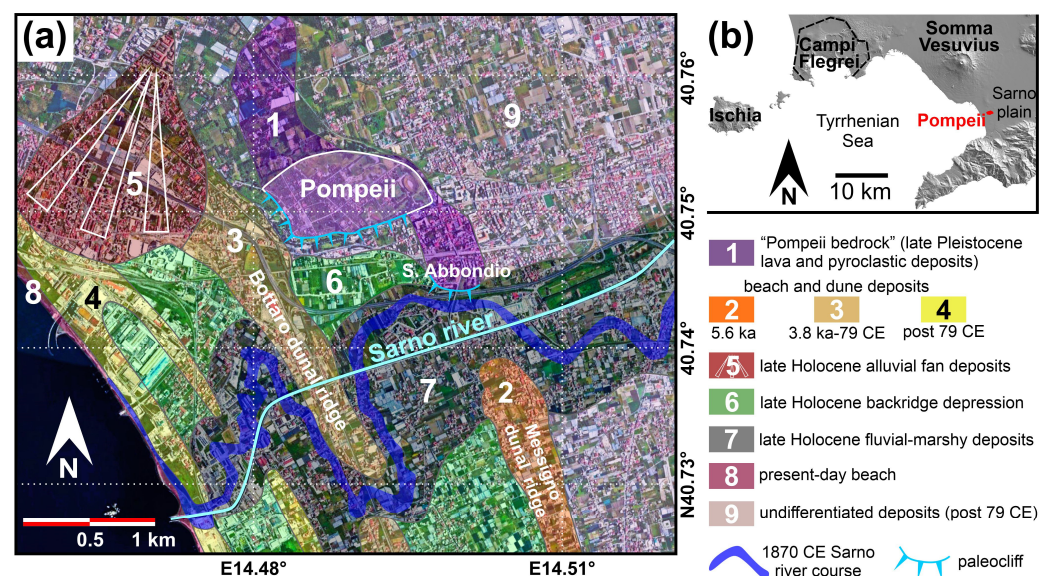 (a)
1
9
Pompeii
5
3
6
S. Abbondio
8
4
Bottaro dunal ridge
Sarno river
7
2
Messigno
dunal ridge
N
0.5 1 km
E14.48° E14.51°
40.76°
40.75°
40.74°
N40.73°
(b)
Campi
Flegrei
Somma
Vesuvius
Ischia
Tyrrhenian
Sea
Pompeii
Sarno
plain
N
10 km
1 “Pompeii bedrock” (late Pleistocene
lava and pyroclastic deposits)
beach and dune deposits
2 3 4
5.6 ka 3.8 ka-79 CE post 79 CE
5 late Holocene alluvial fan deposits
6 late Holocene backridge depression
7 late Holocene fluvial-marshy deposits
8 present-day beach
9 undifferentiated deposits (post 79 CE)
1870 CE Sarno
river course
paleocliff